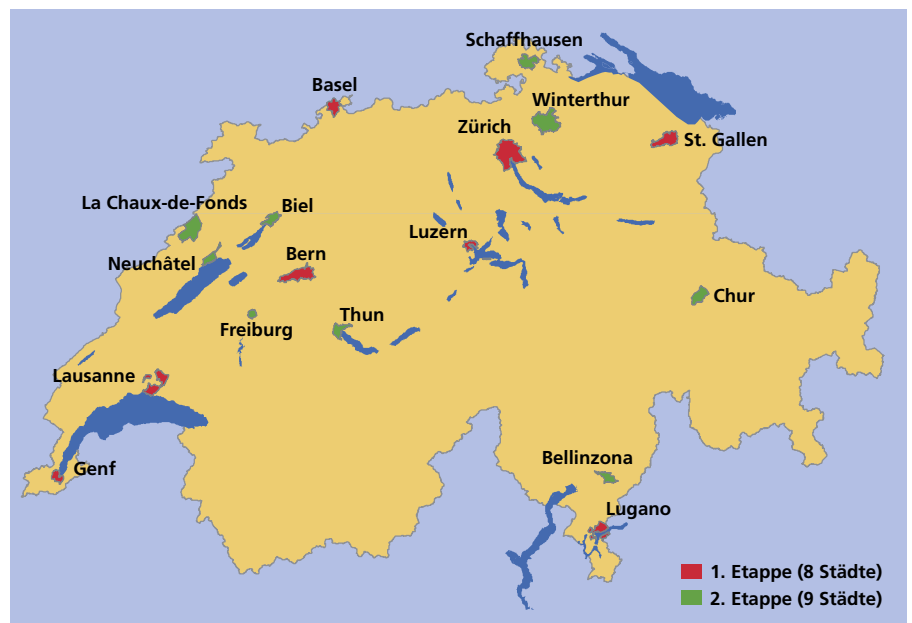 Schaffhausen
Basel
Winterthur
Zürich
St. Gallen
La Chaux-de-Fonds
Biel
Luzern
Bern
Neuchâtel
Chur
Thun
Freiburg
Lausanne
Bellinzona
Genf
Lugano
1. Etappe (8 Städte)
2. Etappe (9 Städte)